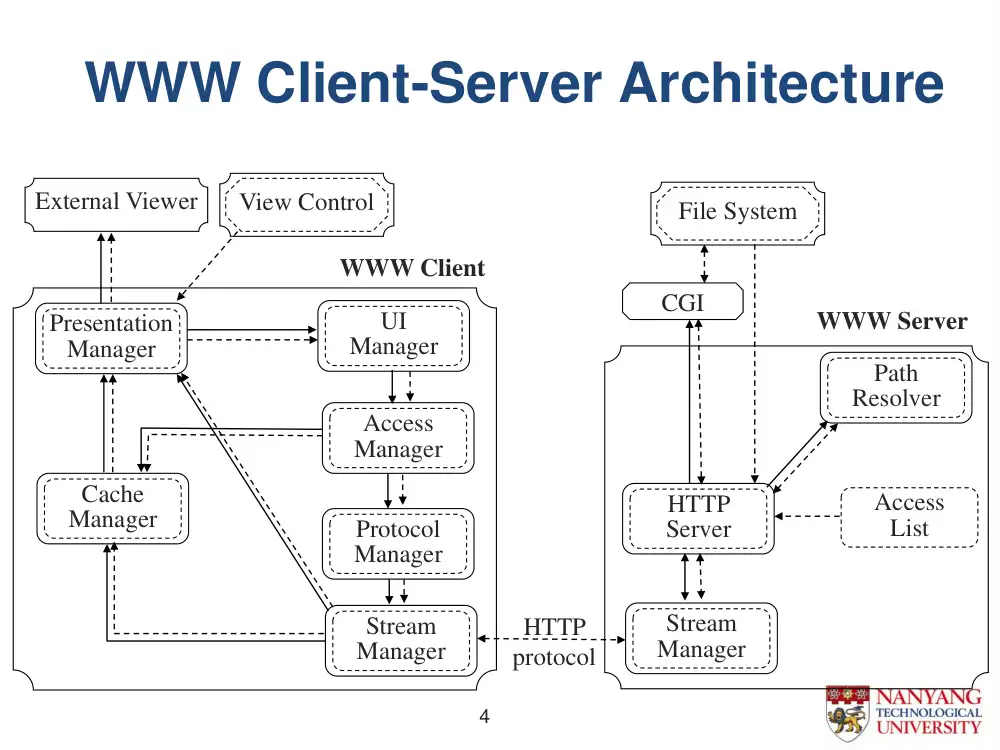 WWW Client-Server Architecture
External Viewer
View Control
File System
WWW Client
CGI
WWW Server
Presentation
Manager
UI
Manager
Path
Resolver
Access
Manager
Cache
Manager
Protocol
Manager
HTTP
Server
Access
List
Stream
Manager
HTTP
protocol
Stream
Manager
4
NANYANG
TECHNOLOGICAL
UNIVERSITY